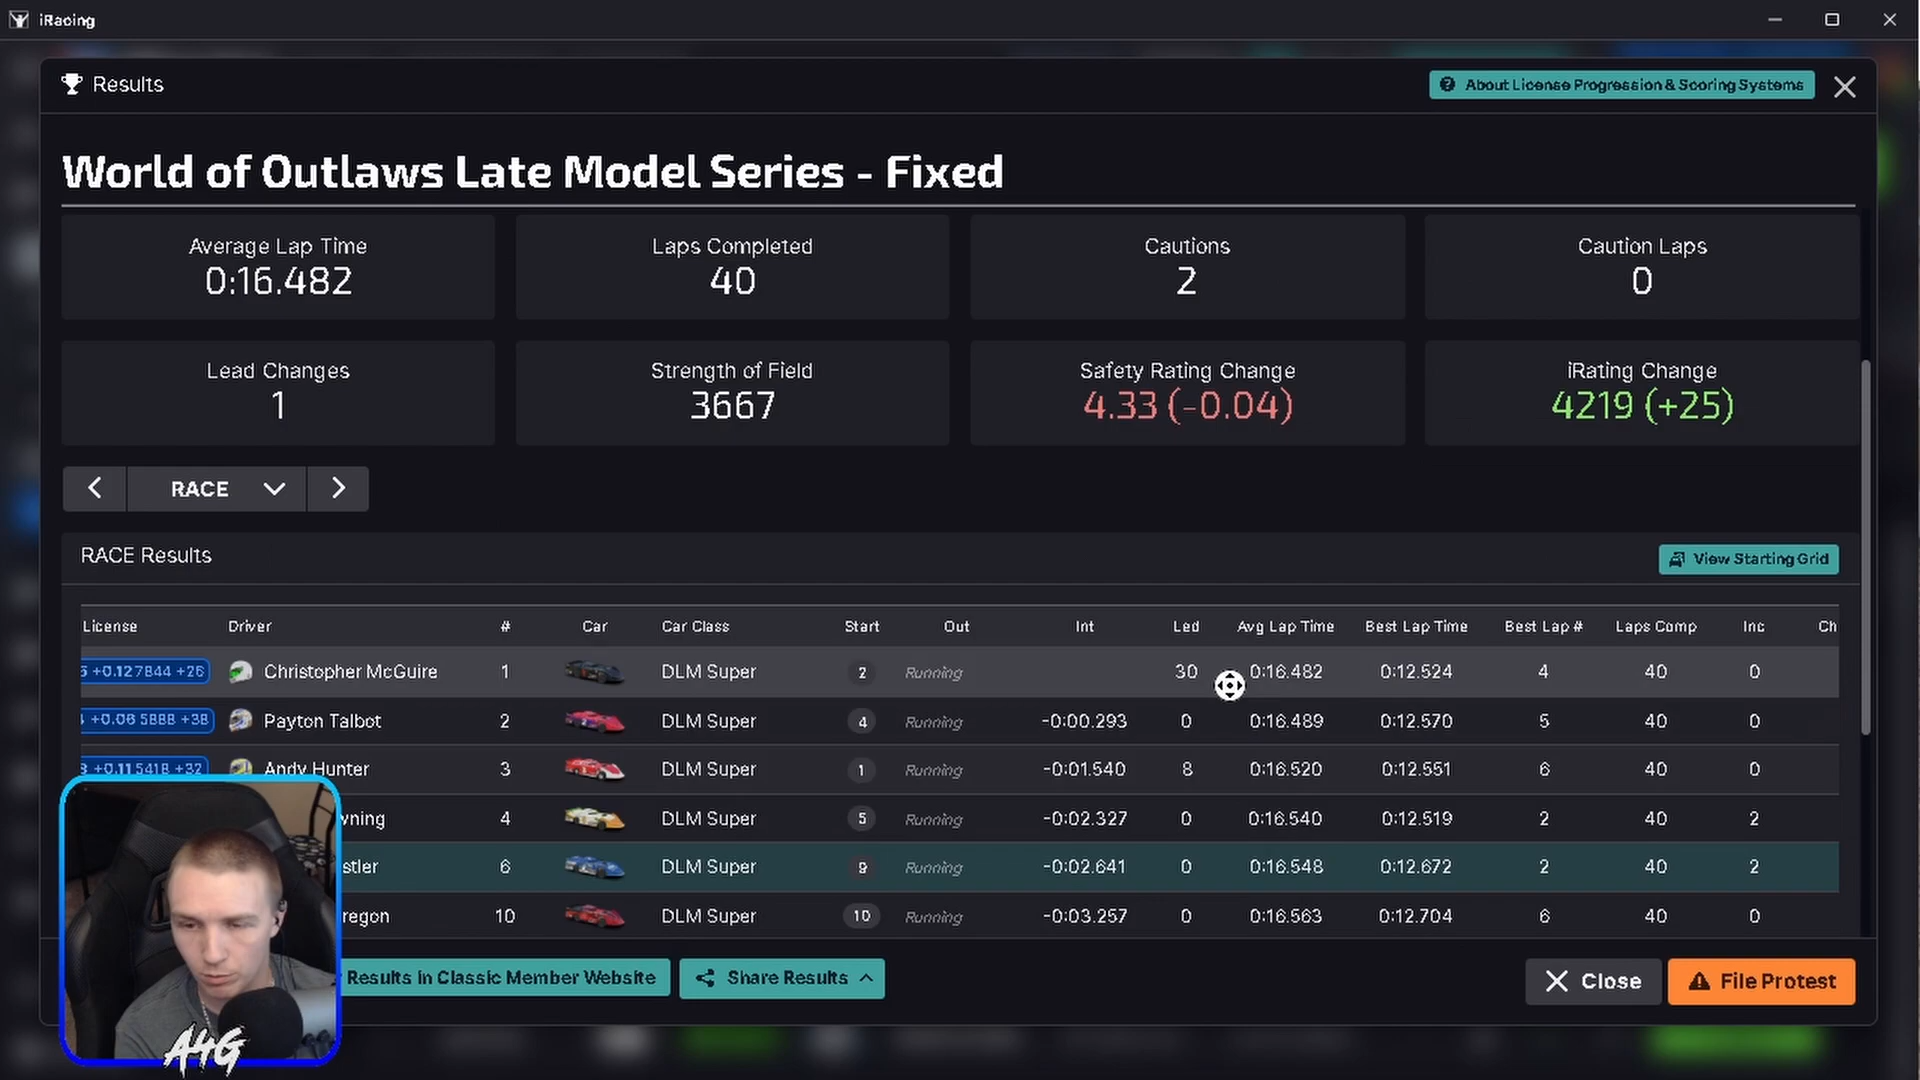 iRacing
Results
About License Progression & Scoring Systems
World of Outlaws Late Model Series - Fixed
Average Lap Time
0:16.482
Laps Completed
40
Cautions
2
Caution Laps
0
Lead Changes
1
Strength of Field
3667
Safety Rating Change
4.33 (-0.04)
iRating Change
4219 (+25)
RACE
RACE Results
View Starting Grid
License Driver # Car Car Class Start Out Int Led Avg Lap Time Best Lap Time Best Lap # Laps Comp Inc Ch
+0.12 7844 +26 Christopher McGuire 1 DLM Super 2 Running 30 0:16.482 0:12.524 4 40 0
+0.06 5888 +38 Payton Talbot 2 DLM Super 4 Running -0:00.293 0 0:16.489 0:12.570 5 40 0
+0.11 5418 +32 Andy Hunter 3 DLM Super 1 Running -0:01.540 8 0:16.520 0:12.551 6 40 0
wning 4 DLM Super 5 Running -0:02.327 0 0:16.540 0:12.519 2 40 2
stler 6 DLM Super 9 Running -0:02.641 0 0:16.548 0:12.672 2 40 2
regon 10 DLM Super 10 Running -0:03.257 0 0:16.563 0:12.704 6 40 0
Results in Classic Member Website
Share Results
Close
File Protest
A4G